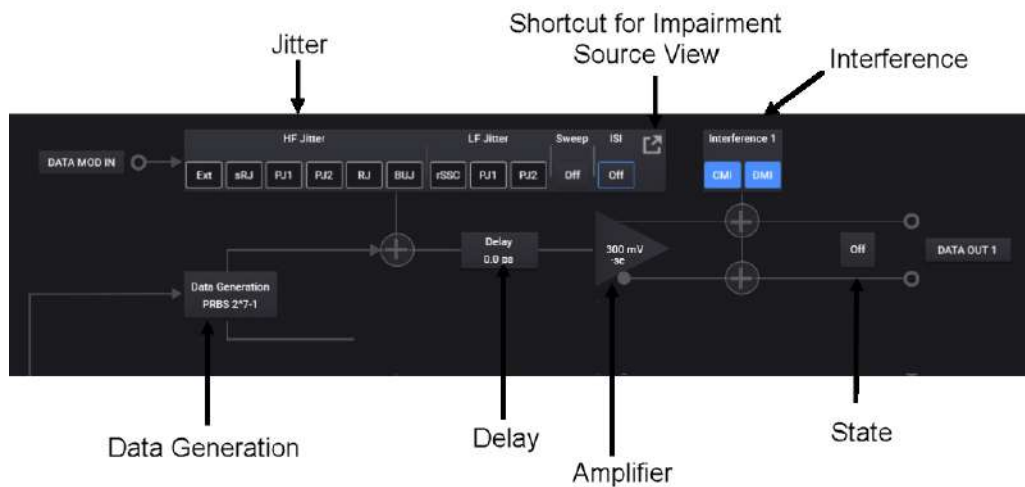 Jitter
Shortcut for Impairment
Source View
Interference
HF Jitter
LF Jitter
Sweep
ISI
Interference 1
DATA MOD IN
Ext
sRJ
PJ1
PJ2
RJ
BUJ
rSSC
PJ1
PJ2
Off
Off
CMI
DMI
Delay
0.0 ps
300 mV
Off
DATA OUT 1
Data Generation
PRBS 2^7-1
Data Generation
Delay
Amplifier
State